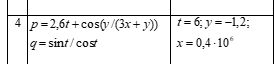 4 p=2,6t+cos(y/(3x+y)) t=6; y=–1,2;
q=sint/cost x=0,4·10⁶